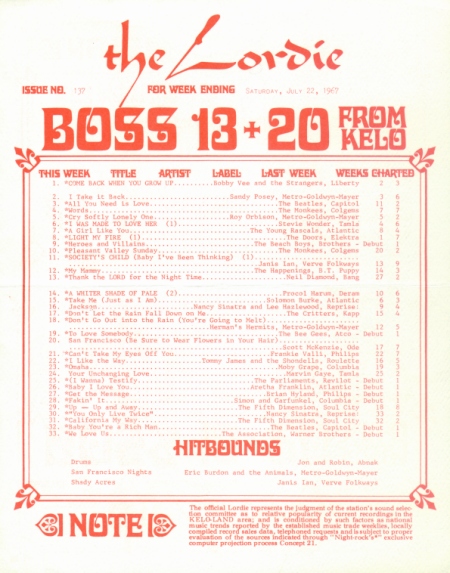 the Lordie
ISSUE NO. 137 FOR WEEK ENDING SATURDAY, JULY 22, 1967
BOSS 13 + 20 FROM KELO
THIS WEEK TITLE ARTIST LABEL LAST WEEK WEEKS CHARTED
1. *COME BACK WHEN YOU GROW UP.........Bobby Vee and the Strangers, Liberty 2 3
2. I Take it Back......................Sandy Posey, Metro-Goldwyn-Mayer 3 6
3. *All You Need is Love...........................The Beatles, Capitol 11 2
4. *Words..........................................The Monkees, Colgems 7 7
5. *Cry Softly Lonely One..................Roy Orbison, Metro-Goldwyn-Mayer 5 2
6. *I WAS MADE TO LOVE HER (1).....................Stevie Wonder, Tamla 4 6
7. *A Girl Like You........................The Young Rascals, Atlantic 8 4
8. *LIGHT MY FIRE (1)..............................The Doors, Elektra 1 7
9. *Heroes and Villains....................The Beach Boys, Brothers - Debut 1
10. *Pleasant Valley Sunday........................The Monkees, Colgems 20 2
11. *SOCIETY'S CHILD (Baby I've Been Thinking) (1)
Janis Ian, Verve Folkways 13 9
12. *My Mammy..............................The Happenings, B.T. Puppy 14 3
13. *Thank the LORD for the Night Time.....................Neil Diamond, Bang 27 2
14. *A WHITER SHADE OF PALE (2)....................Procol Harum, Deram 10 6
15. *Take Me (Just as I Am).........................Solomon Burke, Atlantic 6 3
16. Jackson................Nancy Sinatra and Lee Hazlewood, Reprise 9 4
17. *Don't Let the Rain Fall Down on Me............The Critters, Kapp 15 4
18. *Don't Go Out into the Rain (You're Going to Melt)
Herman's Hermits, Metro-Goldwyn-Mayer 12 5
19. *To Love Somebody..........................The Bee Gees, Atco - Debut 1
20. San Francisco (Be Sure to Wear Flowers in Your Hair)
Scott McKenzie, Ode 17 7
21. *Can't Take My Eyes Off You....................Frankie Valli, Philips 22 7
22. *I Like the Way.........Tommy James and the Shondells, Roulette 16 5
23. *Omaha..........................................Moby Grape, Columbia 19 3
24. Your Unchanging Love.......................Marvin Gaye, Tamla 25 2
25. *(I Wanna) Testify.....................The Parliaments, Revilot - Debut 1
26. *Baby I Love You.......................Aretha Franklin, Atlantic - Debut 1
27. *Get the Message.......................Brian Hyland, Philips - Debut 1
28. *Fakin' It.............................Simon and Garfunkel, Columbia - Debut 1
29. *Up — Up and Away......................The Fifth Dimension, Soul City 18 8
30. *"You Only Live Twice".................Nancy Sinatra, Reprise 33 2
31. *California My Way.....................The Fifth Dimension, Soul City 32 2
32. *Baby You're a Rich Man................The Beatles, Capitol - Debut 1
33. *We Love Us............................The Association, Warner Brothers - Debut 1
HITBOUNDS
Drums Jon and Robin, Abnak
San Francisco Nights Eric Burdon and the Animals, Metro-Goldwyn-Mayer
Shady Acres Janis Ian, Verve Folkways
NOTE
The official Lordie represents the judgment of the station's sound selec-
tion committee as to relative popularity of current recordings in the
KELO-LAND area; and is conditioned by such factors as national
music trends reported by the established music trade weeklies, locally
compiled record sales data, telephoned requests and is subject to proper
evaluation of the sources indicated through "Night-rock's*" exclusive
computer projection process Concept 21.